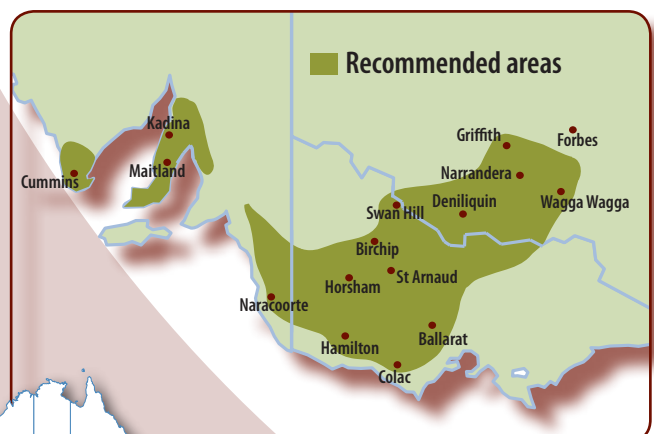 Recommended areas
Kadina
Griffith
Forbes
Maitland
Narrandera
Cummins
Swan Hill
Deniliquin
Wagga Wagga
Birchip
Horsham
St Arnaud
Naracoorte
Hamilton
Ballarat
Colac